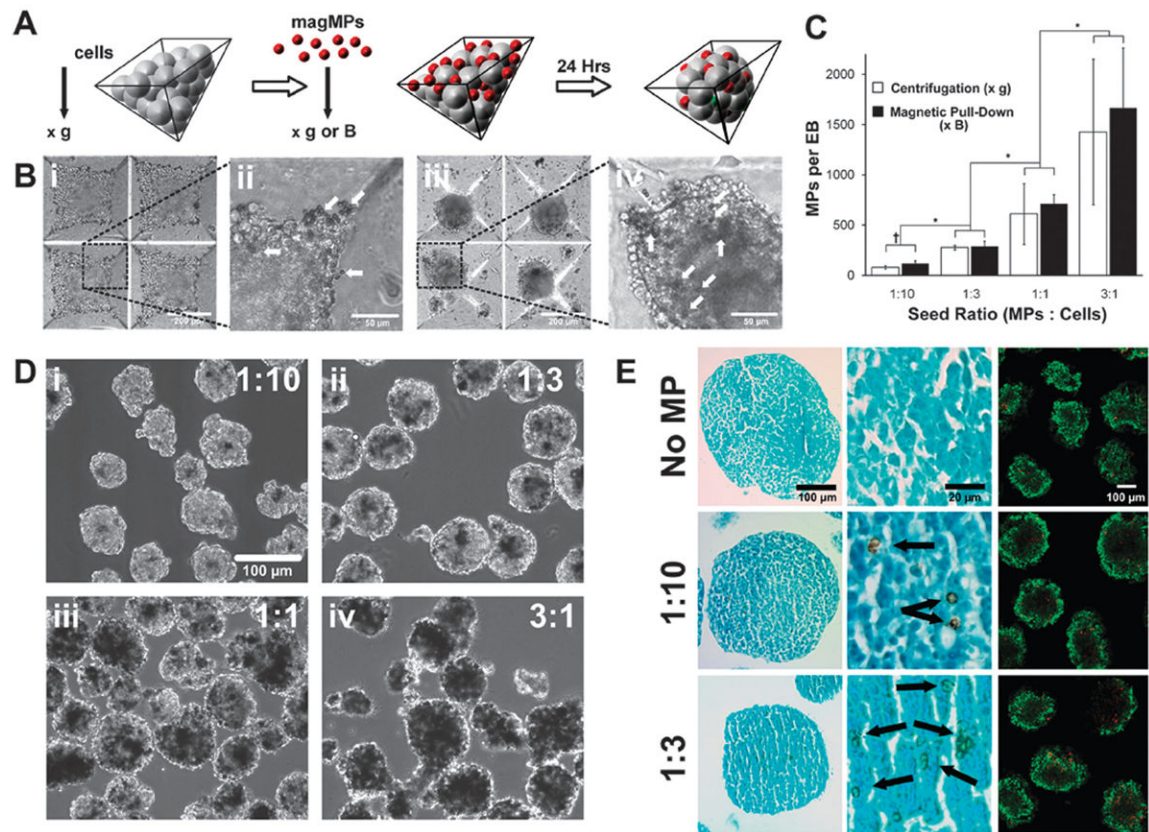 A
cells
x g
magMPs
x g or B
24 Hrs
B
i
ii
iii
iv
200 µm
50 µm
200 µm
50 µm
C
MPs per EB
2000
1500
1000
500
0
Centrifugation (x g)
Magnetic Pull-Down
(x B)
†
*
*
*
1:10
1:3
1:1
3:1
Seed Ratio (MPs : Cells)
D
i
1:10
100 µm
ii
1:3
iii
1:1
iv
3:1
E
No MP
100 µm
20 µm
100 µm
1:10
1:3